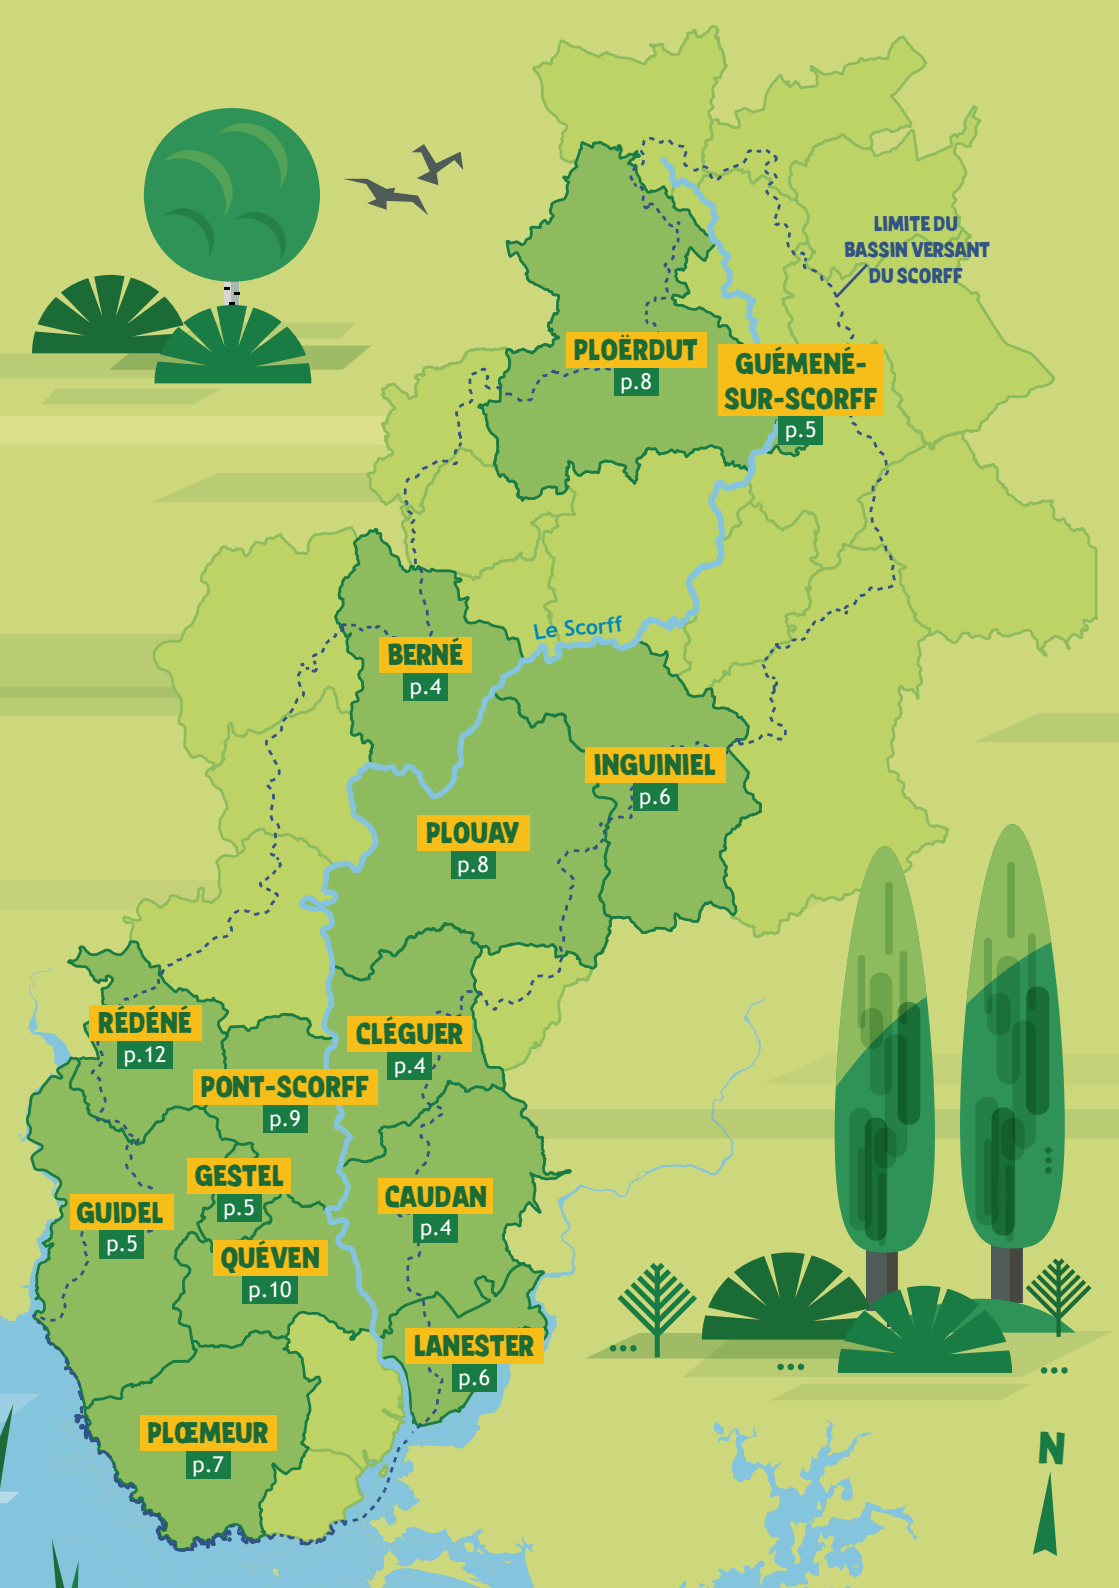 LIMITE DU
BASSIN VERSANT
DU SCORFF
PLOËRDUT
p.8
GUÉMENÉ-
SUR-SCORFF
p.5
Le Scorff
BERNÉ
p.4
INGUINIEL
p.6
PLOUAY
p.8
RÉDÉNÉ
p.12
CLÉGUER
p.4
PONT-SCORFF
p.9
GESTEL
p.5
CAUDAN
p.4
GUIDEL
p.5
QUÉVEN
p.10
LANESTER
p.6
PLŒMEUR
p.7
N